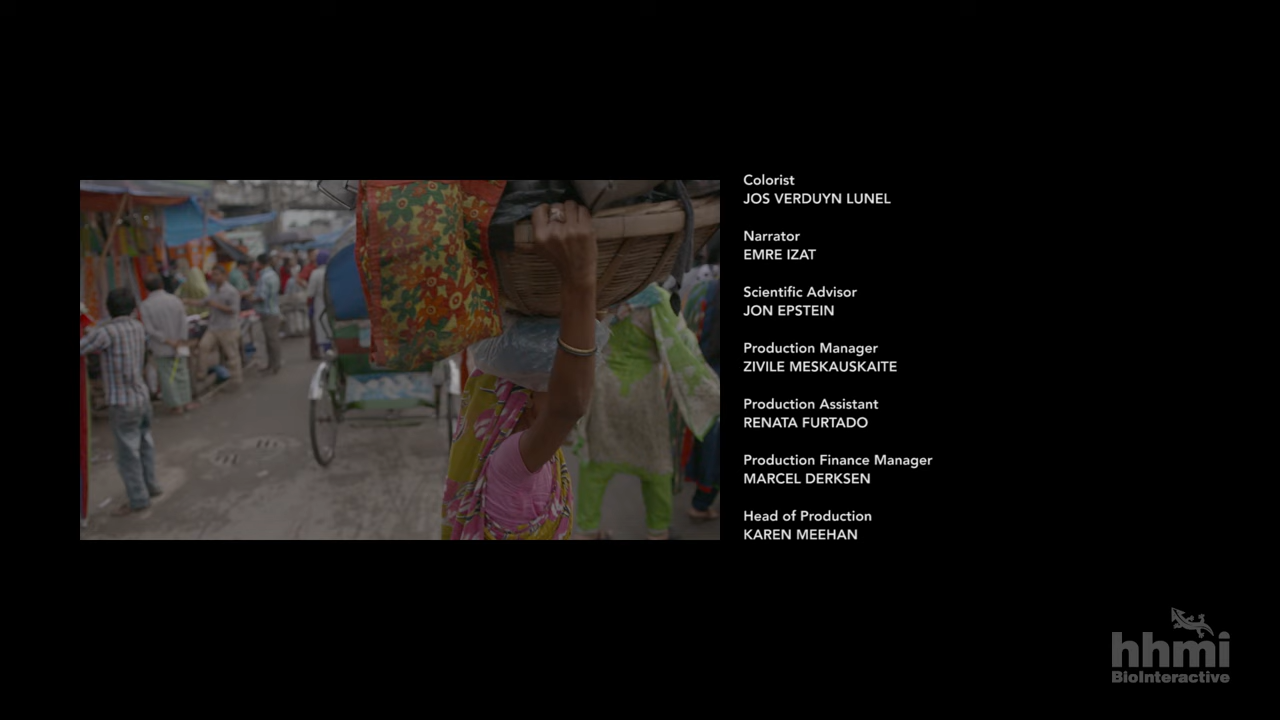 Colorist
JOS VERDUYN LUNEL
Narrator
EMRE IZAT
Scientific Advisor
JON EPSTEIN
Production Manager
ZIVILE MESKAUSKAITE
Production Assistant
RENATA FURTADO
Production Finance Manager
MARCEL DERKSEN
Head of Production
KAREN MEEHAN
hhmi
BioInteractive